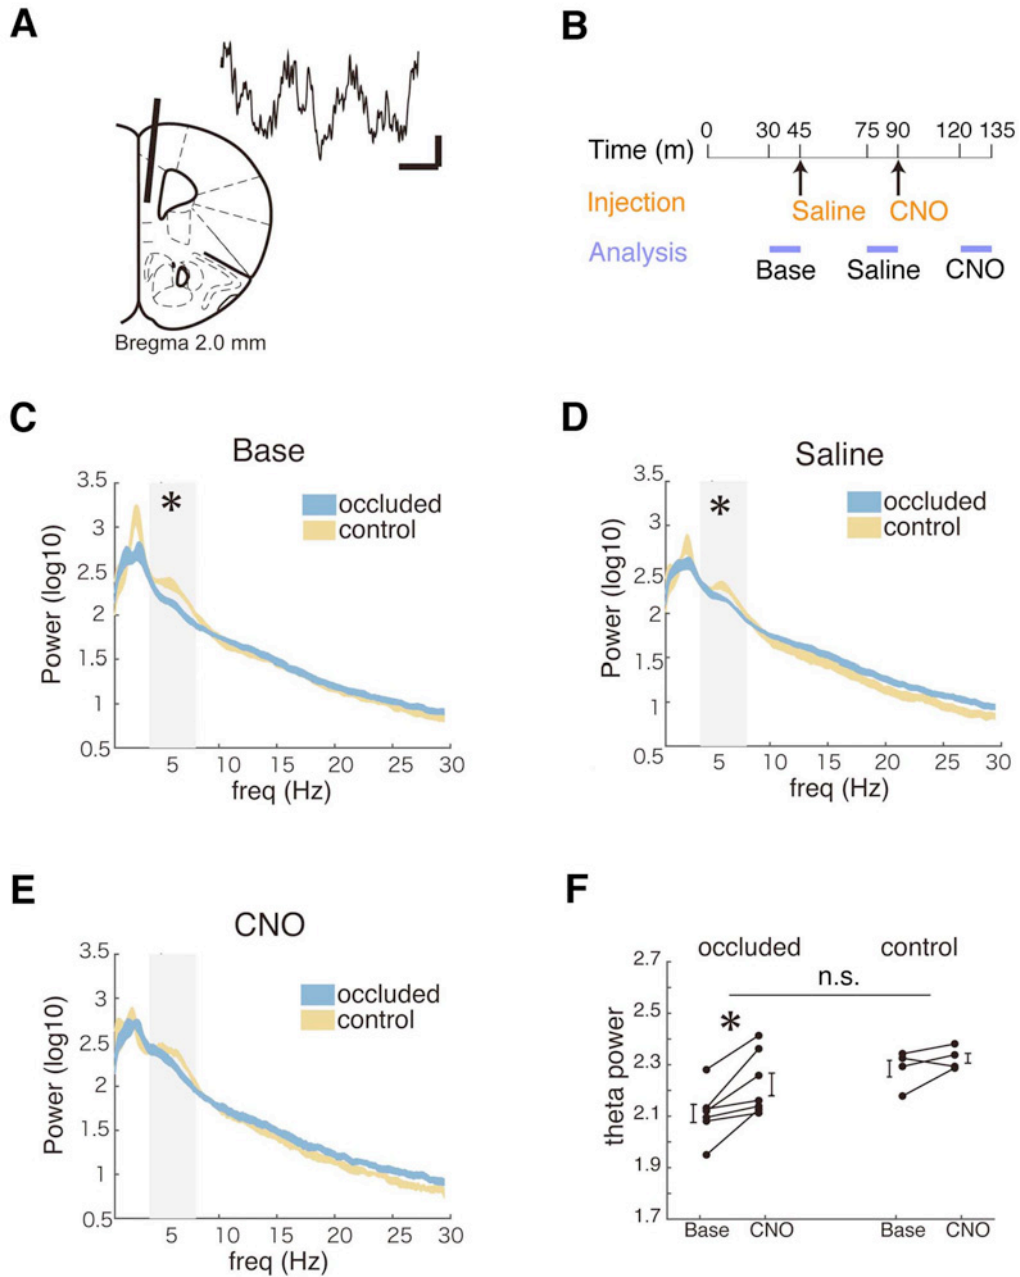 A
Bregma 2.0 mm
B
0 30 45 75 90 120 135
Time (m)
Injection Saline CNO
Analysis
Base Saline CNO
C
Base
3.5
3
2.5
2
1.5
1
0.5
Power (log10)
*
occluded
control
5 10 15 20 25 30
freq (Hz)
D
Saline
3.5
3
2.5
2
1.5
1
0.5
Power (log10)
*
occluded
control
5 10 15 20 25 30
freq (Hz)
E
CNO
3.5
3
2.5
2
1.5
1
0.5
Power (log10)
occluded
control
5 10 15 20 25 30
freq (Hz)
F
occluded control
n.s.
*
2.7
2.5
2.3
2.1
1.9
1.7
theta power
Base CNO Base CNO